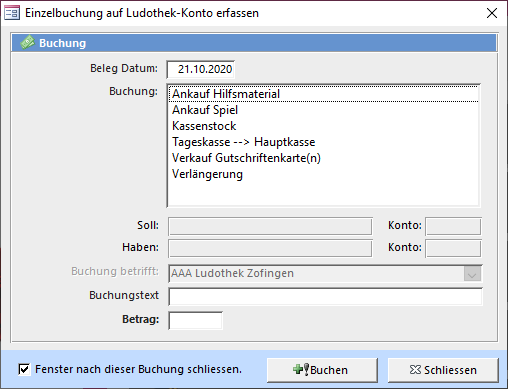 Einzelbuchung auf Ludothek-Konto erfassen
Buchung
Beleg Datum: 21.10.2020
Buchung:
Ankauf Hilfsmaterial
Ankauf Spiel
Kassenstock
Tageskasse --> Hauptkasse
Verkauf Gutschriftenkarte(n)
Verlängerung
Soll: Konto:
Haben: Konto:
Buchung betrifft: AAA Ludothek Zofingen
Buchungstext
Betrag:
Fenster nach dieser Buchung schliessen. Buchen Schliessen